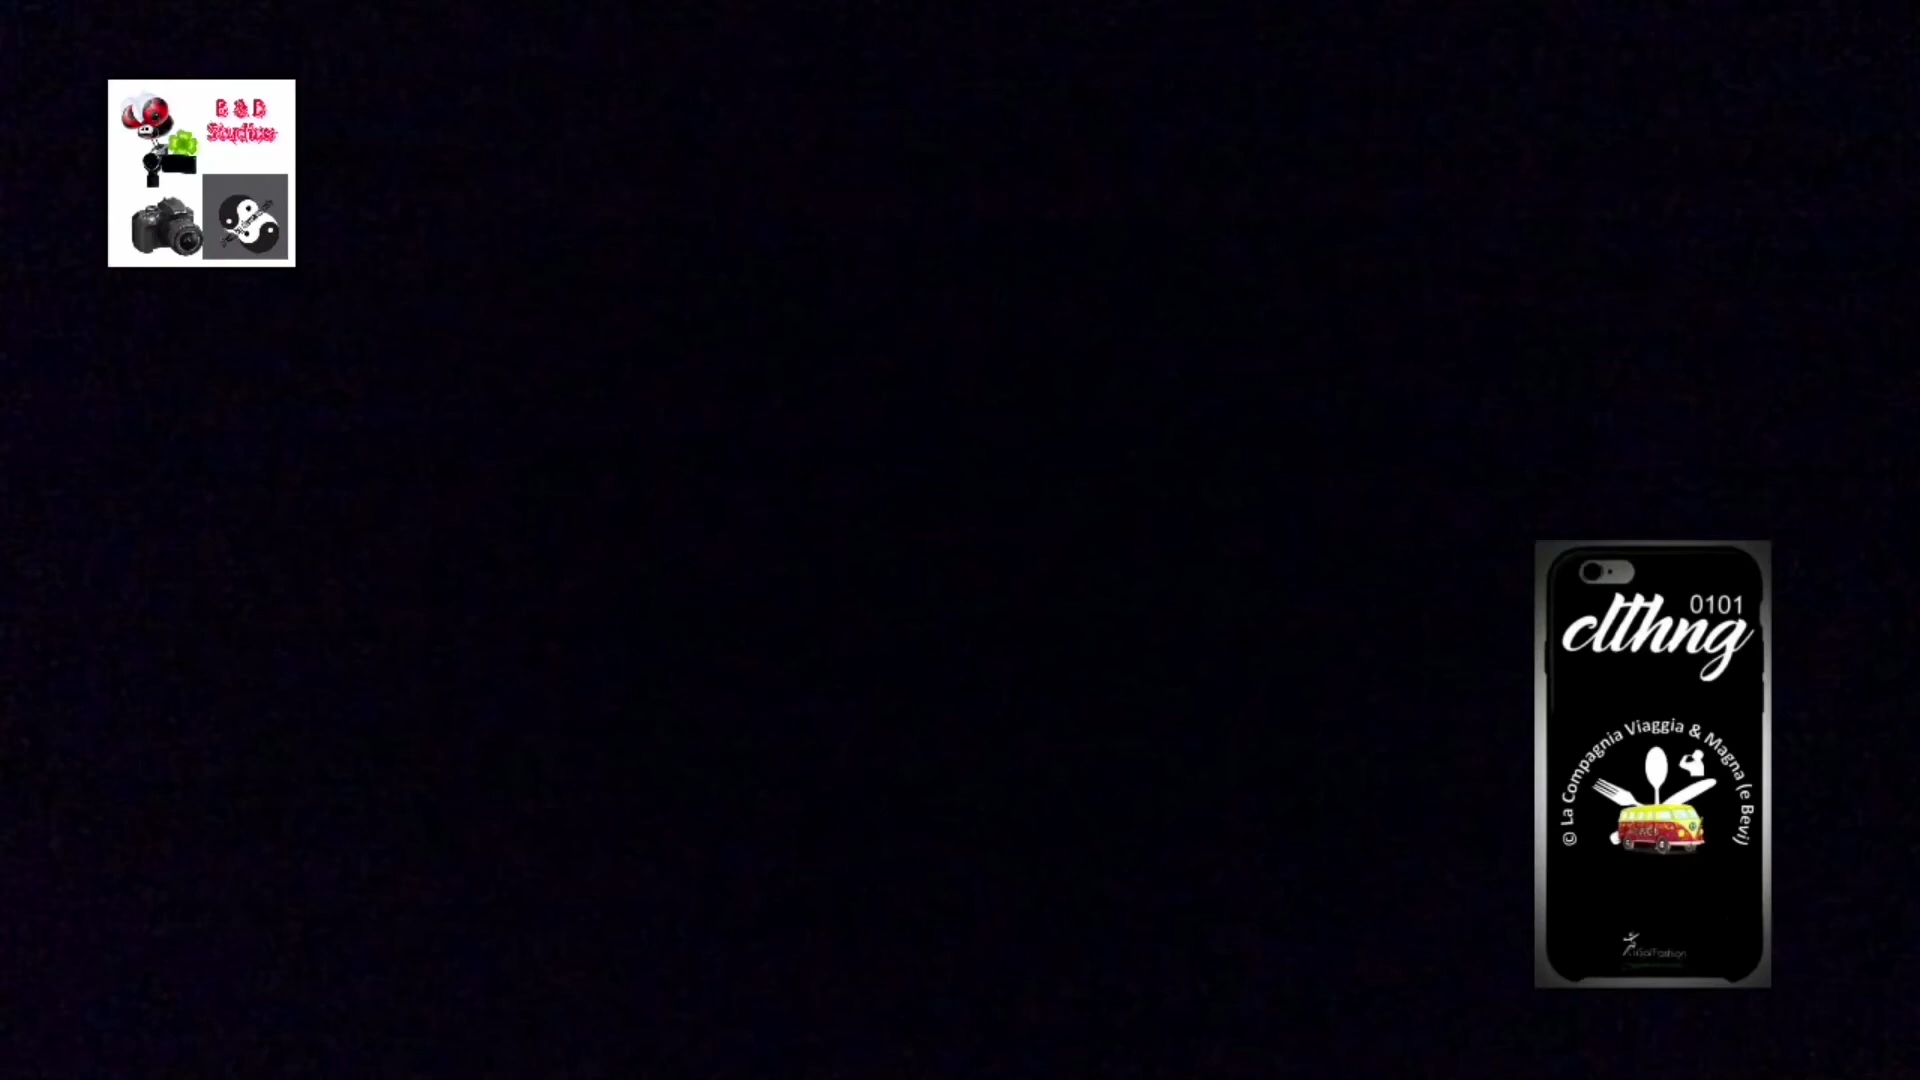 B & B
Studios
0101
clthng
© La Compagnia Viaggia & Magna (e Bevi)